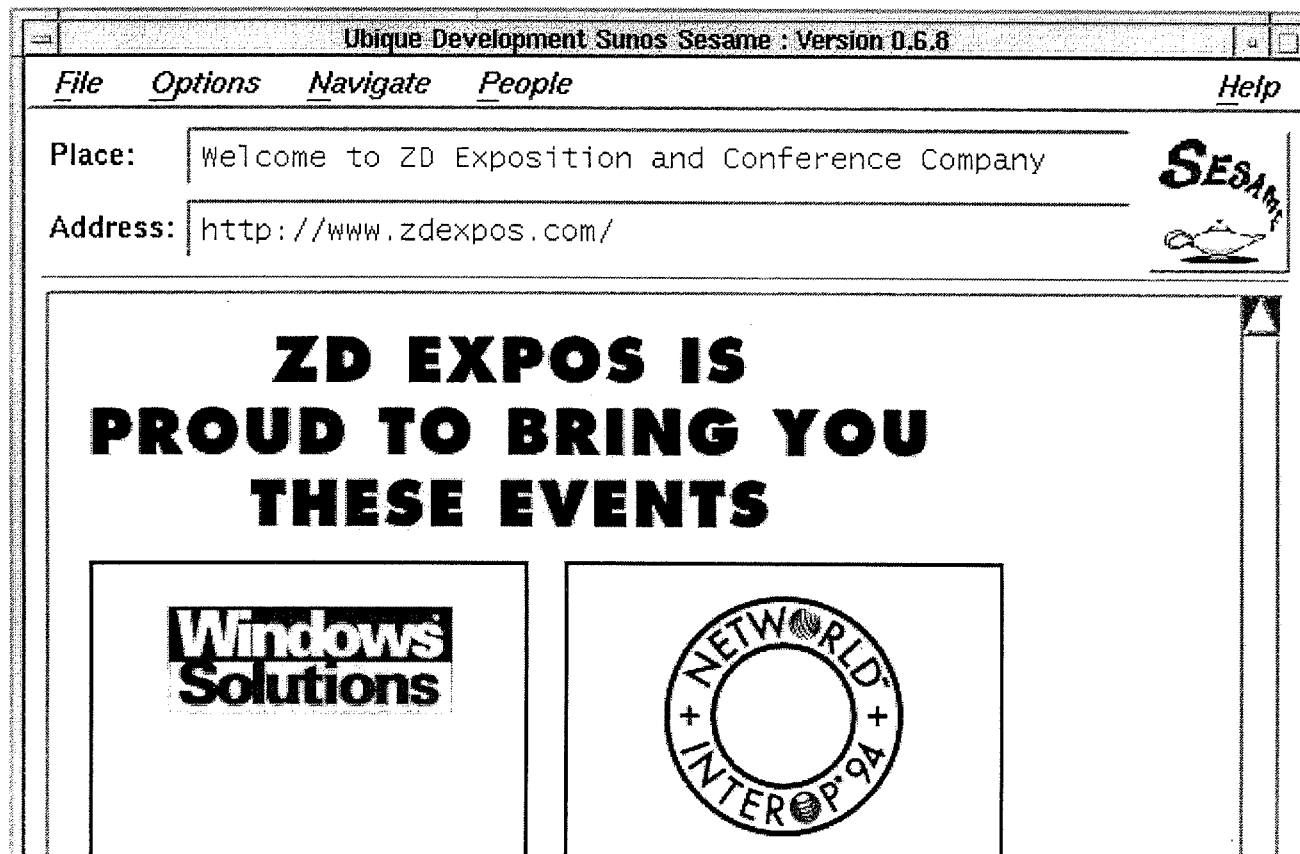 Ubique Development Sunos Sesame : Version 0.6.8
File Options Navigate People Help
Place: Welcome to ZD Exposition and Conference Company
SESAME
Address: http://www.zdexpos.com/
ZD EXPOS IS
PROUD TO BRING YOU
THESE EVENTS
Windows
Solutions
NETWORLD™
+ +
INTEROP® '94